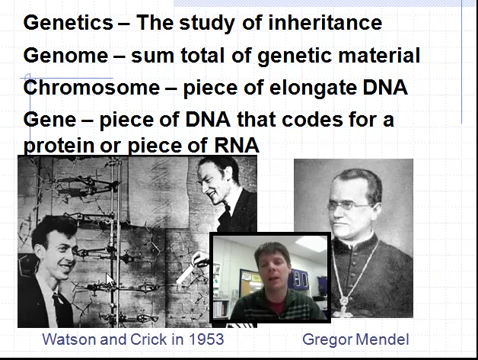 Genetics – The study of inheritance
Genome – sum total of genetic material
Chromosome – piece of elongate DNA
Gene – piece of DNA that codes for a
protein or piece of RNA
Watson and Crick in 1953
Gregor Mendel